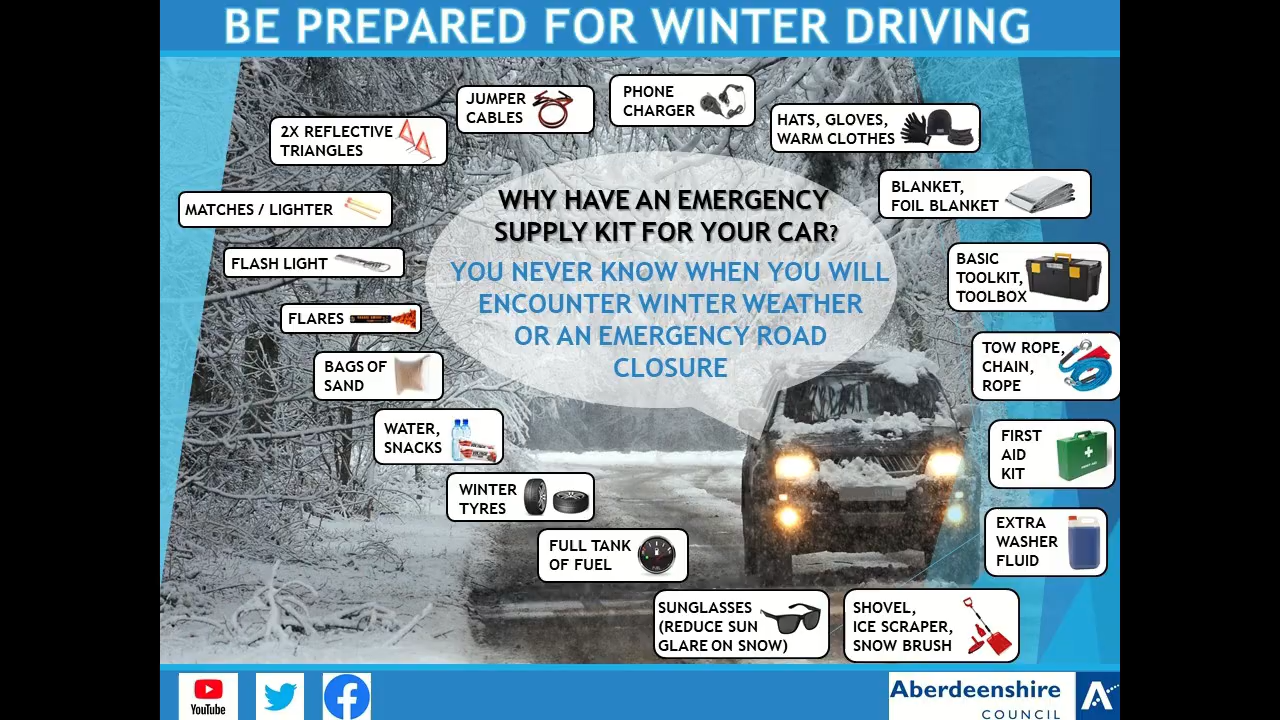 BE PREPARED FOR WINTER DRIVING
JUMPER
CABLES
PHONE
CHARGER
HATS, GLOVES,
WARM CLOTHES
2X REFLECTIVE
TRIANGLES
BLANKET,
FOIL BLANKET
MATCHES / LIGHTER
WHY HAVE AN EMERGENCY
SUPPLY KIT FOR YOUR CAR?
YOU NEVER KNOW WHEN YOU WILL
ENCOUNTER WINTER WEATHER
OR AN EMERGENCY ROAD
CLOSURE
FLASH LIGHT
BASIC
TOOLKIT,
TOOLBOX
FLARES
TOW ROPE,
CHAIN,
ROPE
BAGS OF
SAND
WATER,
SNACKS
FIRST
AID
KIT
WINTER
TYRES
EXTRA
WASHER
FLUID
FULL TANK
OF FUEL
SUNGLASSES
(REDUCE SUN
GLARE ON SNOW)
SHOVEL,
ICE SCRAPER,
SNOW BRUSH
YouTube
Aberdeenshire
COUNCIL